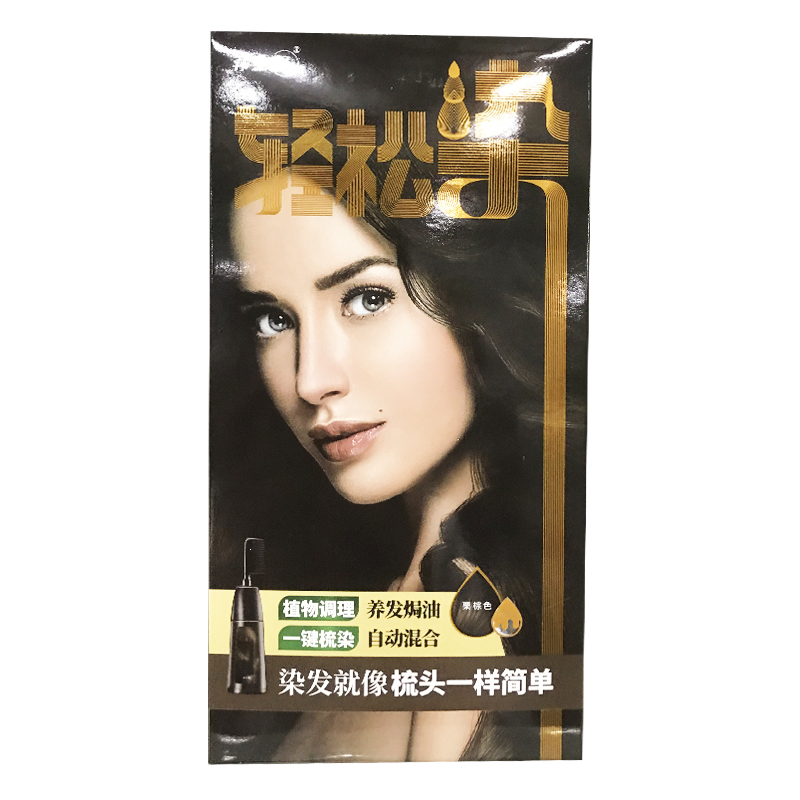 轻松染
植物调理 养发焗油
一键梳染 自动混合
栗棕色
染发就像梳头一样简单